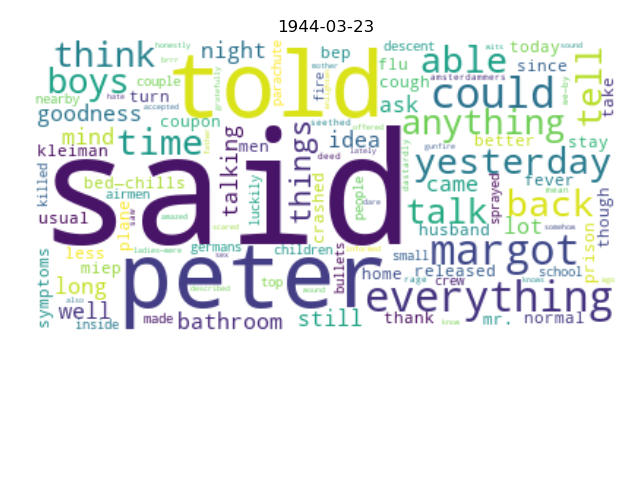 1944-03-23
think
night
bep
descent
today
sound
honestly
brrr
told
parachute
mother
flu
able
since
wits
tell
boys
couple
fire
cough
amsterdammers
take
nearby
hate
turn
accepted
gratefully
could
goodness
coupon
seethed
offered
ask
anything
mind
time
men
idea
gunfire
better
stay
kleiman
talking
things
deed
lately
dastardly
yesterday
said
killed
bed—chills
luckily
crashed
people
dare
came
fever
mean
airmen
sprayed
back
though
usual
saw
amazed
scared
talk
plane
husband
lot
somehow
ladies—mere
germans
children
bullets
margot
prison
less
sex
small
symptoms
miep
peter
described
top
informed
home
rage
released
crew
school
knows
ago
long
wound
everything
well
also
made
bathroom
still
thank
know
mr.
normal
inside